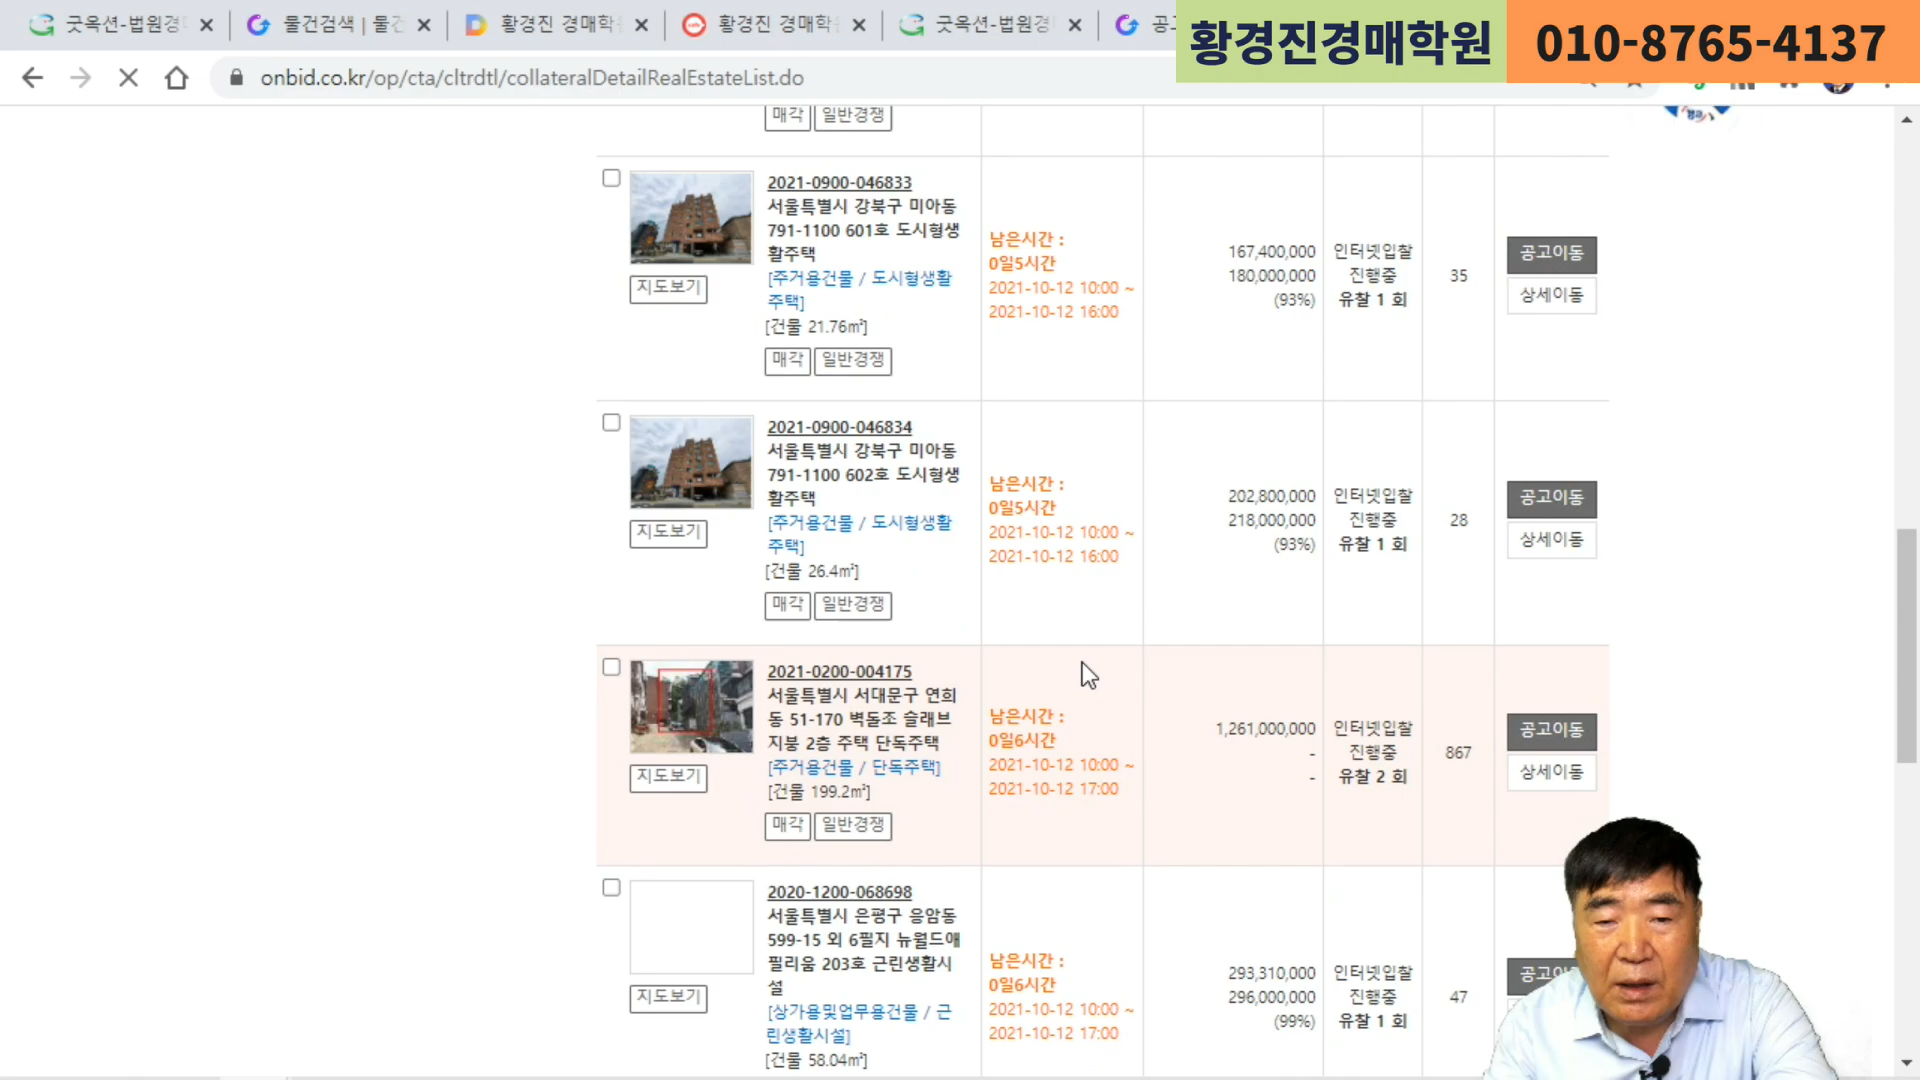 굿옥션-법원경
물건검색 | 물건
황경진 경매학
황경진 경매학
굿옥션-법원경
공
황경진경매학원
010-8765-4137
onbid.co.kr/op/cta/cltrdtl/collateralDetailRealEstateList.do
매각
일반경쟁
2021-0900-046833
서울특별시 강북구 미아동
791-1100 601호 도시형생
활주택
[주거용건물 / 도시형생활
주택]
[건물 21.76㎡]
지도보기
매각
일반경쟁
남은시간 :
0일5시간
2021-10-12 10:00 ~
2021-10-12 16:00
167,400,000
180,000,000
(93%)
인터넷입찰
진행중
유찰 1 회
35
공고이동
상세이동
2021-0900-046834
서울특별시 강북구 미아동
791-1100 602호 도시형생
활주택
[주거용건물 / 도시형생활
주택]
[건물 26.4㎡]
지도보기
매각
일반경쟁
남은시간 :
0일5시간
2021-10-12 10:00 ~
2021-10-12 16:00
202,800,000
218,000,000
(93%)
인터넷입찰
진행중
유찰 1 회
28
공고이동
상세이동
2021-0200-004175
서울특별시 서대문구 연희
동 51-170 벽돌조 슬래브
지붕 2층 주택 단독주택
[주거용건물 / 단독주택]
[건물 199.2㎡]
지도보기
매각
일반경쟁
남은시간 :
0일6시간
2021-10-12 10:00 ~
2021-10-12 17:00
1,261,000,000
-
-
인터넷입찰
진행중
유찰 2 회
867
공고이동
상세이동
2020-1200-068698
서울특별시 은평구 응암동
599-15 외 6필지 뉴월드애
필리움 203호 근린생활시
설
[상가용및업무용건물 / 근
린생활시설]
[건물 58.04㎡]
지도보기
남은시간 :
0일6시간
2021-10-12 10:00 ~
2021-10-12 17:00
293,310,000
296,000,000
(99%)
인터넷입찰
진행중
유찰 1 회
47
공고